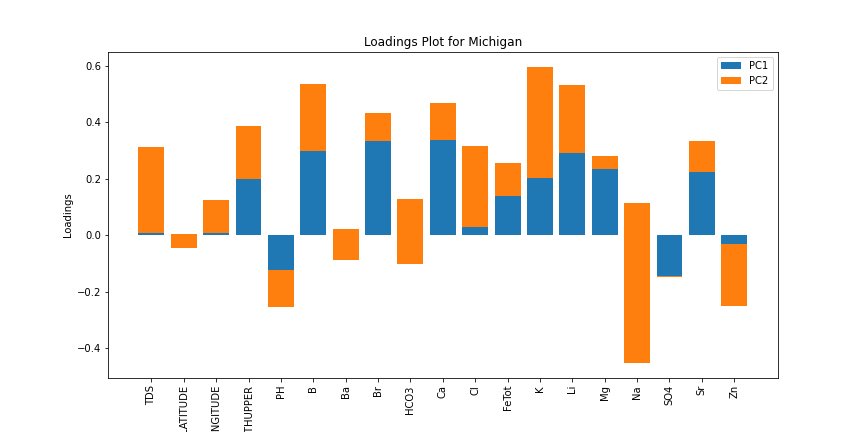 Loadings Plot for Michigan
PC1
PC2
Loadings
0.6
0.4
0.2
0.0
−0.2
−0.4
TDS
LATITUDE
NGITUDE
THUPPER
PH
B
Ba
Br
HCO3
Ca
Cl
FeTot
K
Li
Mg
Na
SO4
Sr
Zn